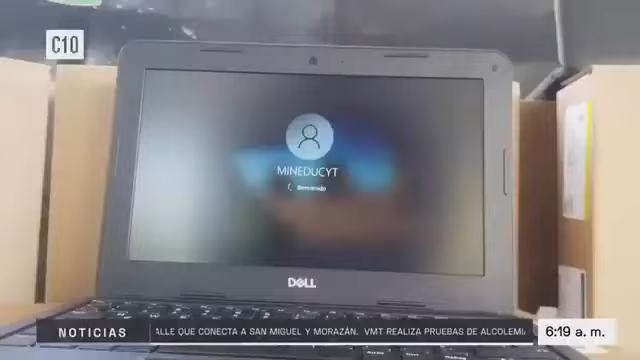 C10
MINEDUCYT
Bienvenido
DELL
NOTICIAS
ALLE QUE CONECTA A SAN MIGUEL Y MORAZÁN. VMT REALIZA PRUEBAS DE ALCOLEMI
6:19 a. m.